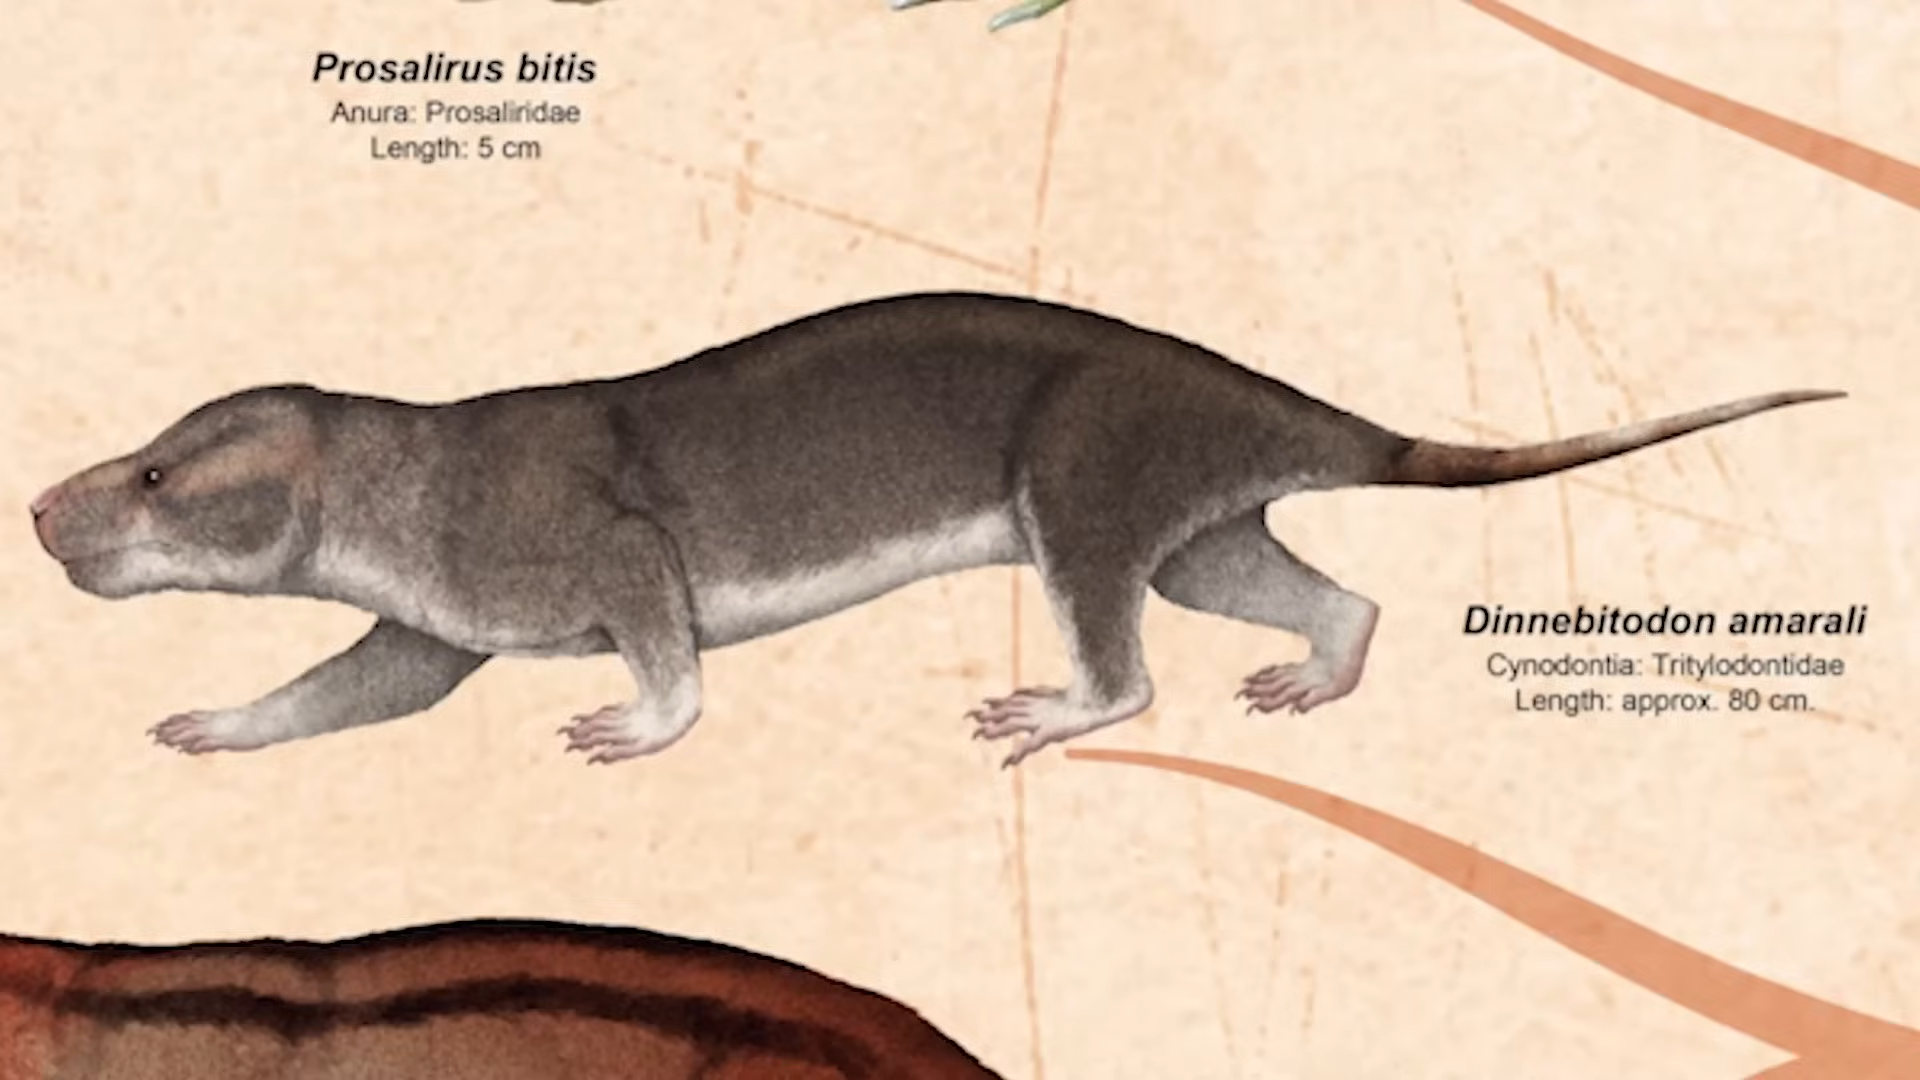 Prosalirus bitis
Anura: Prosaliridae
Length: 5 cm
Dinnebitodon amarali
Cynodontia: Tritylodontidae
Length: approx. 80 cm.